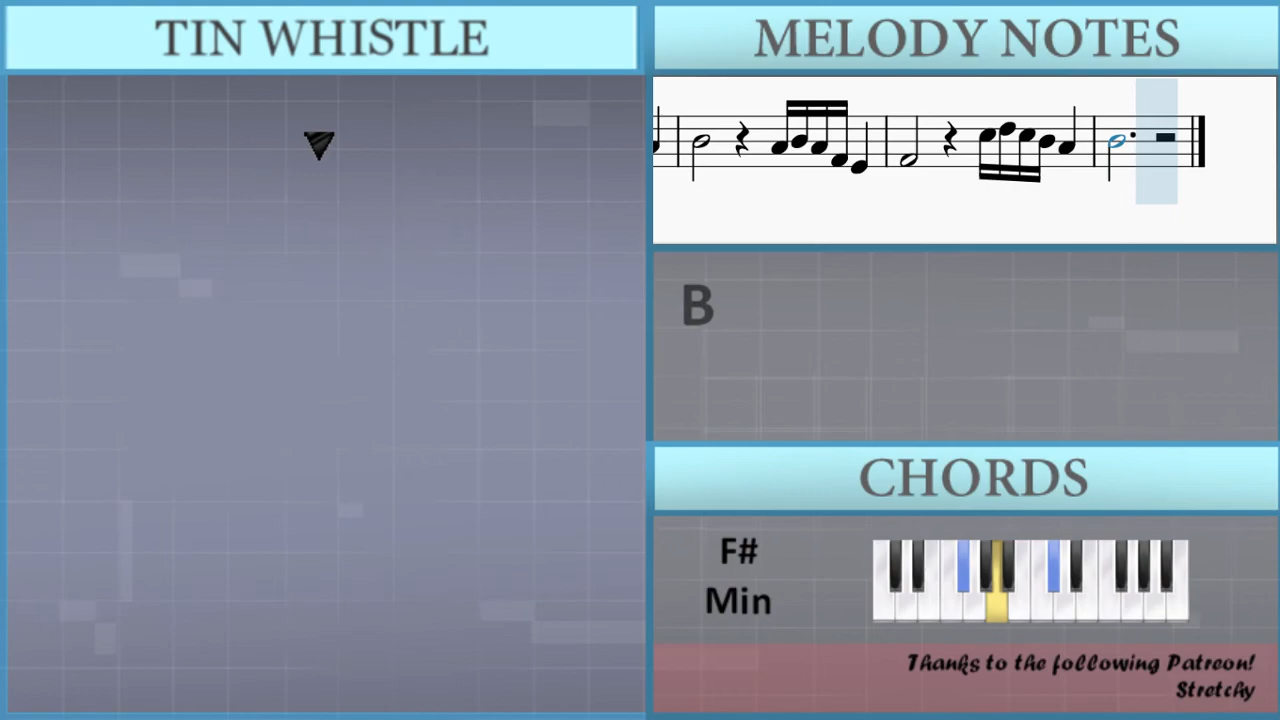 TIN WHISTLE
MELODY NOTES
B
CHORDS
F#
Min
Thanks to the following Patreon!
Stretchy